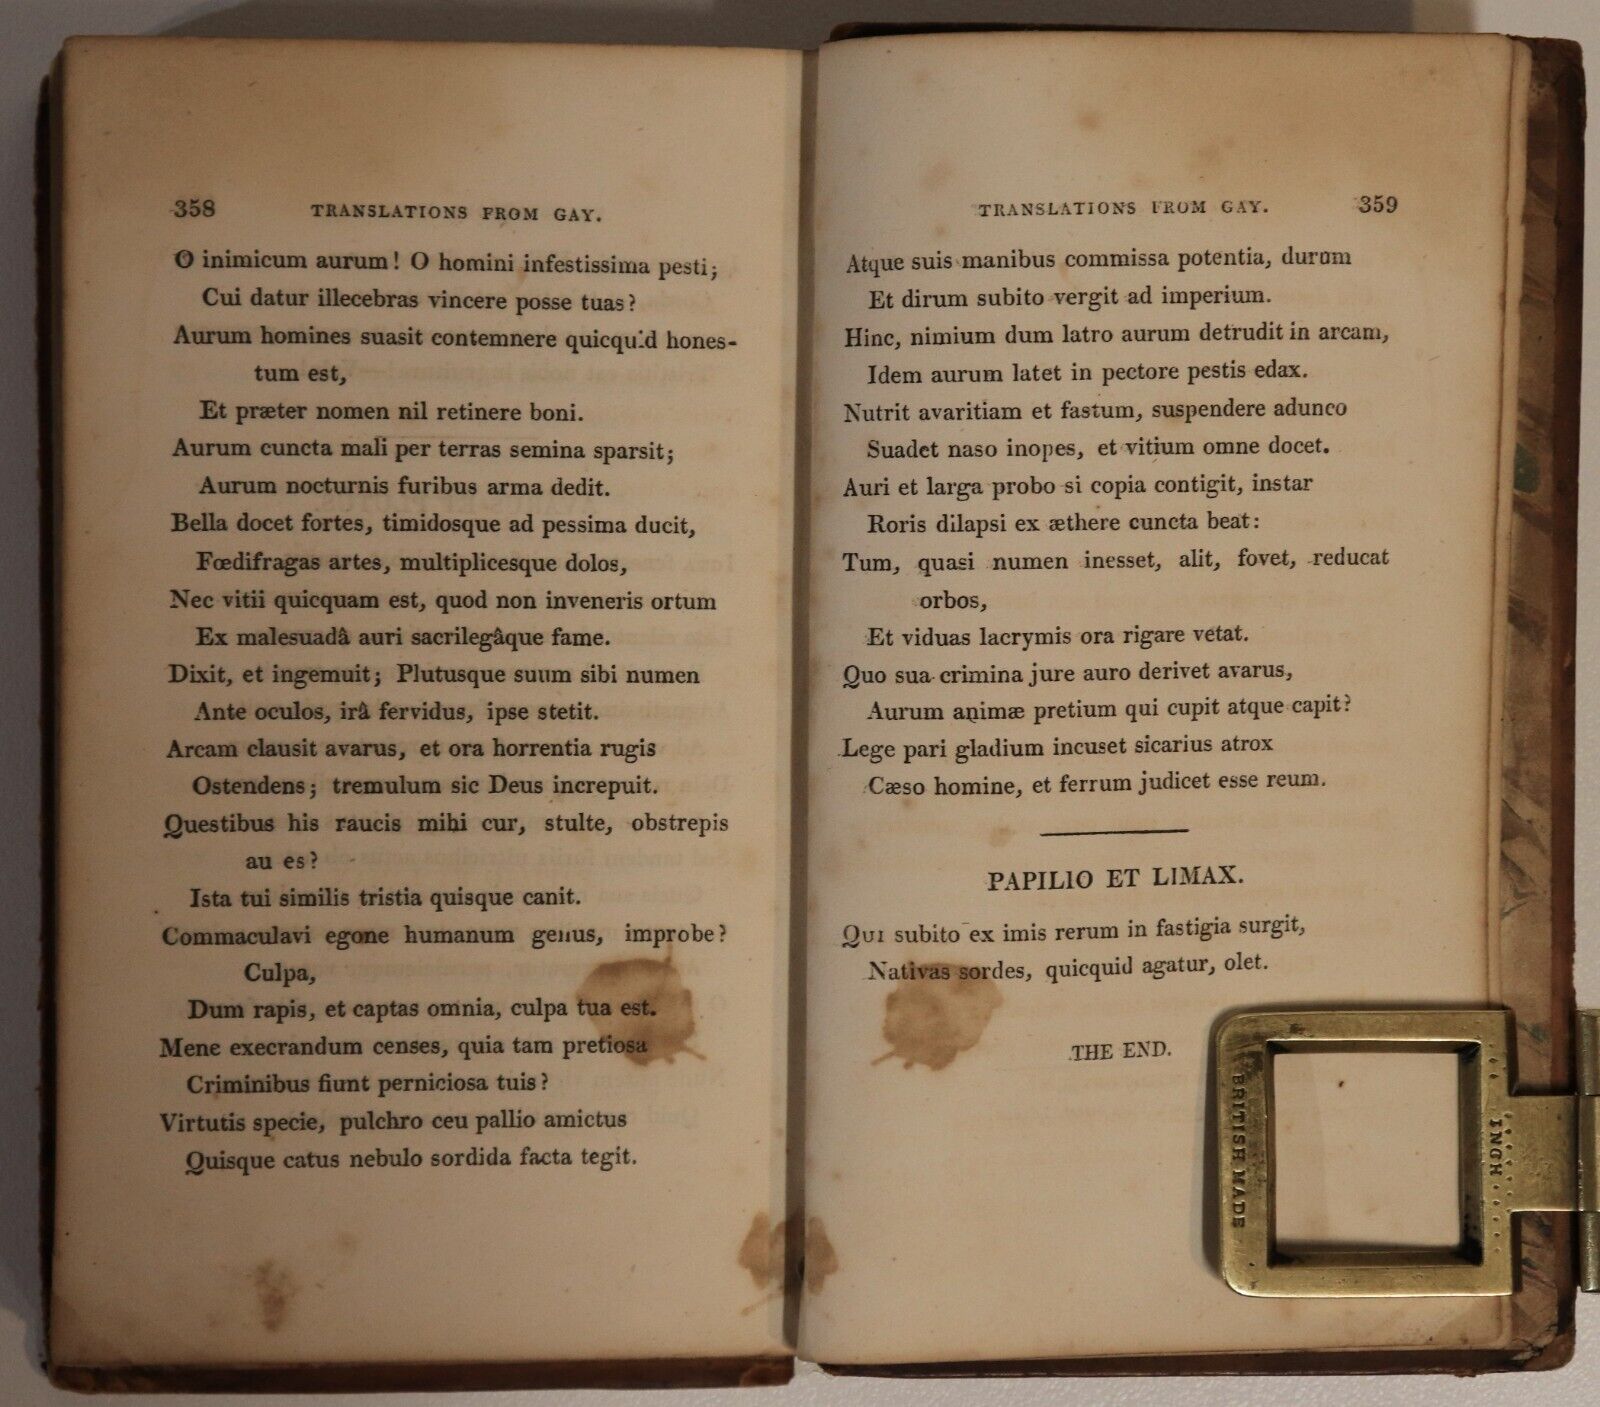 358 TRANSLATIONS FROM GAY.
O inimicum aurum! O homini infestissima pesti;
Cui datur illecebras vincere posse tuas?
Aurum homines suasit contemnere quicquid hones-
tum est,
Et præter nomen nil retinere boni.
Aurum cuncta mali per terras semina sparsit;
Aurum nocturnis furibus arma dedit.
Bella docet fortes, timidosque ad pessima ducit,
Fœdifragas artes, multiplicesque dolos,
Nec vitii quicquam est, quod non inveneris ortum
Ex malesuadâ auri sacrilegâque fame.
Dixit, et ingemuit; Plutusque suum sibi numen
Ante oculos, irâ fervidus, ipse stetit.
Arcam clausit avarus, et ora horrentia rugis
Ostendens; tremulum sic Deus increpuit.
Questibus his raucis mihi cur, stulte, obstrepis
au es?
Ista tui similis tristia quisque canit.
Commaculavi egone humanum genus, improbe?
Culpa,
Dum rapis, et captas omnia, culpa tua est.
Mene execrandum censes, quia tam pretiosa
Criminibus fiunt perniciosa tuis?
Virtutis specie, pulchro ceu pallio amictus
Quisque catus nebulo sordida facta tegit.
TRANSLATIONS FROM GAY. 359
Atque suis manibus commissa potentia, durum
Et dirum subito vergit ad imperium.
Hinc, nimium dum latro aurum detrudit in arcam,
Idem aurum latet in pectore pestis edax.
Nutrit avaritiam et fastum, suspendere adunco
Suadet naso inopes, et vitium omne docet.
Auri et larga probo si copia contigit, instar
Roris dilapsi ex æthere cuncta beat:
Tum, quasi numen inesset, alit, fovet, reducat
orbos,
Et viduas lacrymis ora rigare vetat.
Quo sua crimina jure auro derivet avarus,
Aurum animæ pretium qui cupit atque capit?
Lege pari gladium incuset sicarius atrox
Cæso homine, et ferrum judicet esse reum.
PAPILIO ET LIMAX.
QUI subito ex imis rerum in fastigia surgit,
Nativas sordes, quicquid agatur, olet.
THE END.
BRITISH MADE
INCH